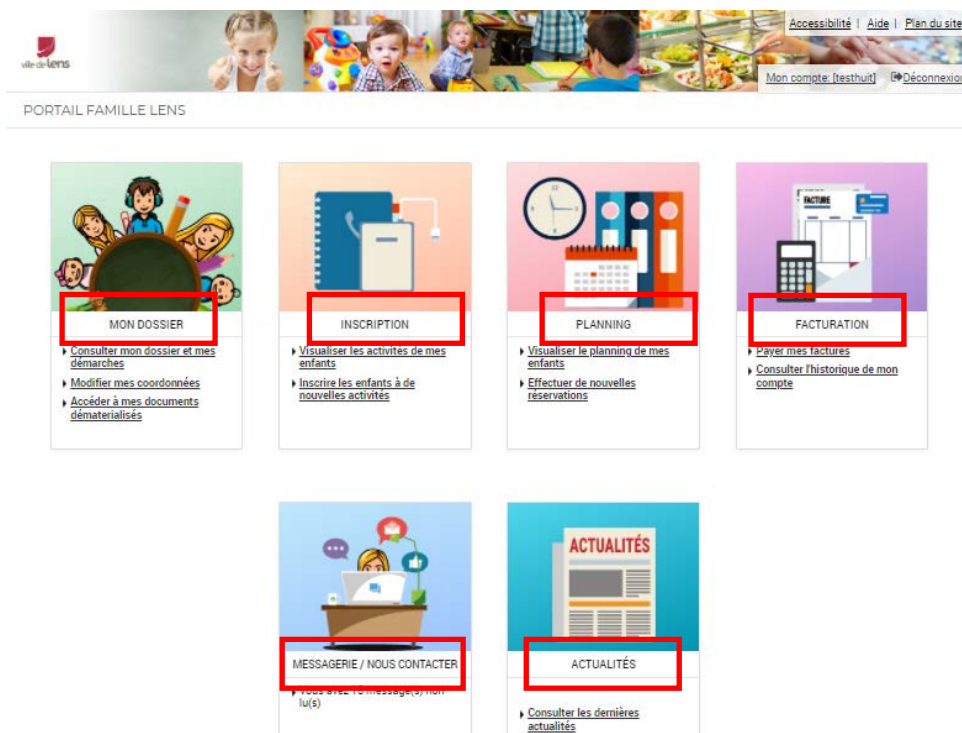 Accessibilité | Aide | Plan du site
ville de lens
Mon compte: [testhuit] Déconnexion
PORTAIL FAMILLE LENS
FACTURE
MON DOSSIER
Consulter mon dossier et mes
démarches
Modifier mes coordonnées
Accéder à mes documents
dématerialisés
INSCRIPTION
Visualiser les activités de mes
enfants
Inscrire les enfants à de
nouvelles activités
PLANNING
Visualiser le planning de mes
enfants
Effectuer de nouvelles
réservations
FACTURATION
Payer mes factures
Consulter l'historique de mon
compte
MESSAGERIE / NOUS CONTACTER
Vous avez 15 message(s) non
lu(s)
ACTUALITÉS
ACTUALITÉS
Consulter les dernières
actualités